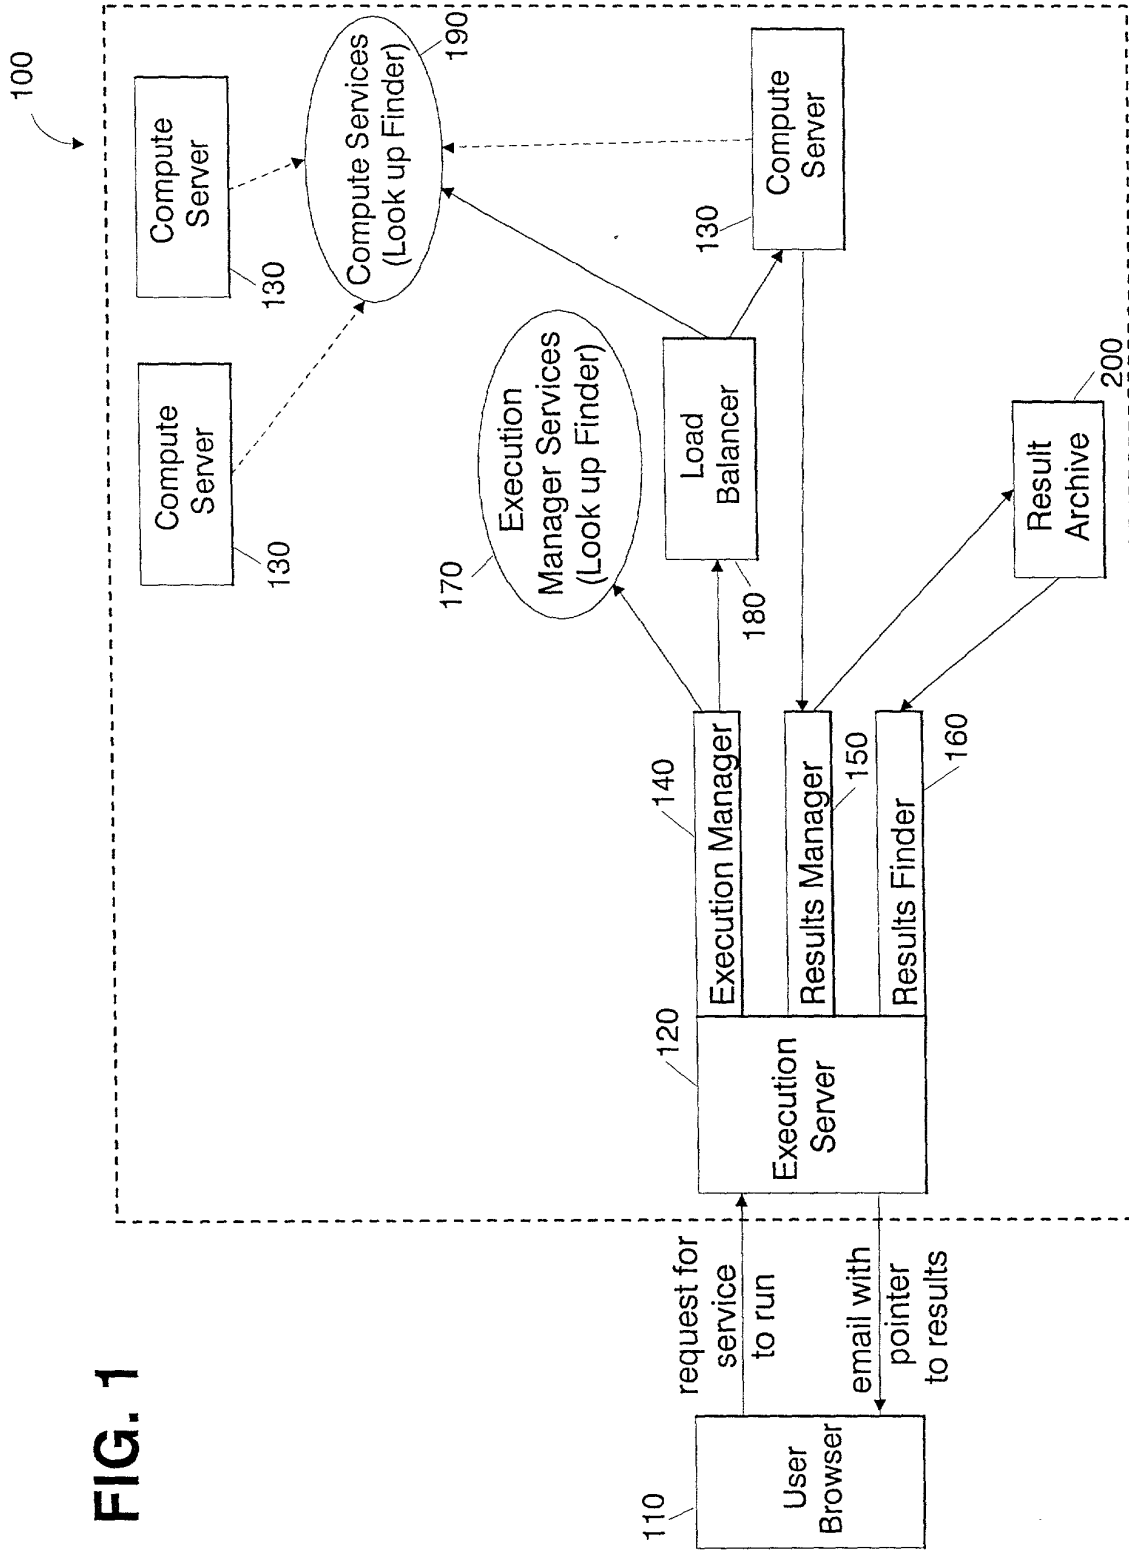 FIG. 1
100
Compute
Server
130
Compute
Server
130
Compute Services
(Look up Finder)
190
Execution
Manager Services
(Look up Finder)
170
Load
Balancer
180
Compute
Server
130
Execution Manager
140
Results Manager
150
Results Finder
160
Execution
Server
120
Result
Archive
200
request for
service
to run
email with
pointer
to results
User
Browser
110